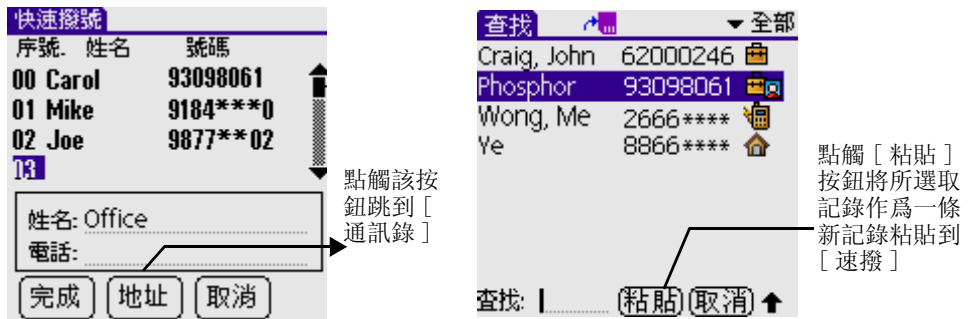 快速撥號
序號. 姓名 號碼
00 Carol 93098061
01 Mike 9184***0
02 Joe 9877**02
03
姓名: Office
電話:
完成 地址 取消
點觸該按
鈕跳到［
通訊錄］
查找 全部
Craig, John 62000246
Phosphor 93098061
Wong, Me 2666****
Ye 8866****
查找: 粘貼 取消
點觸［粘貼］
按鈕將所選取
記錄作爲一條
新記錄粘貼到
［速撥］